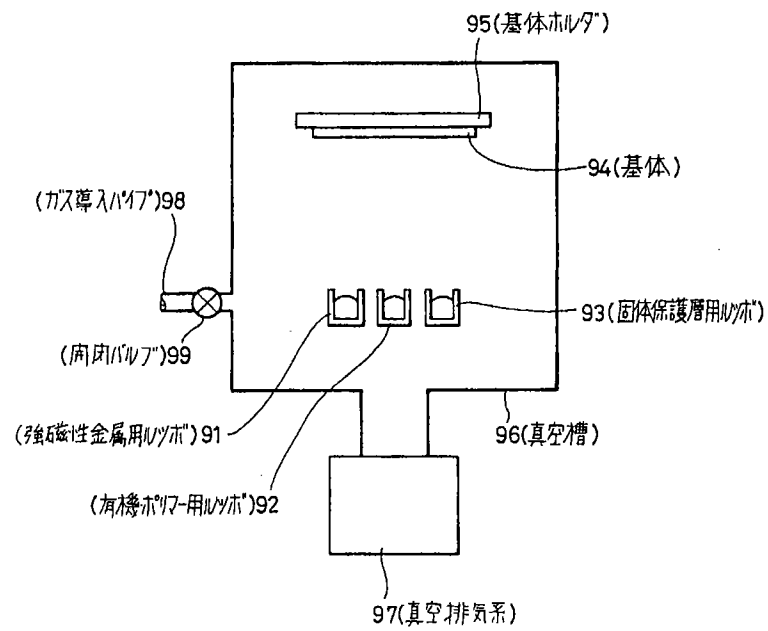 95(基体ホルダ)
94(基体)
(ガス導入パイプ)98
93(固体保護層用ルツボ)
(開閉バルブ)99
(強磁性金属用ルツボ)91
96(真空槽)
(有機ポリマー用ルツボ)92
97(真空排気系)